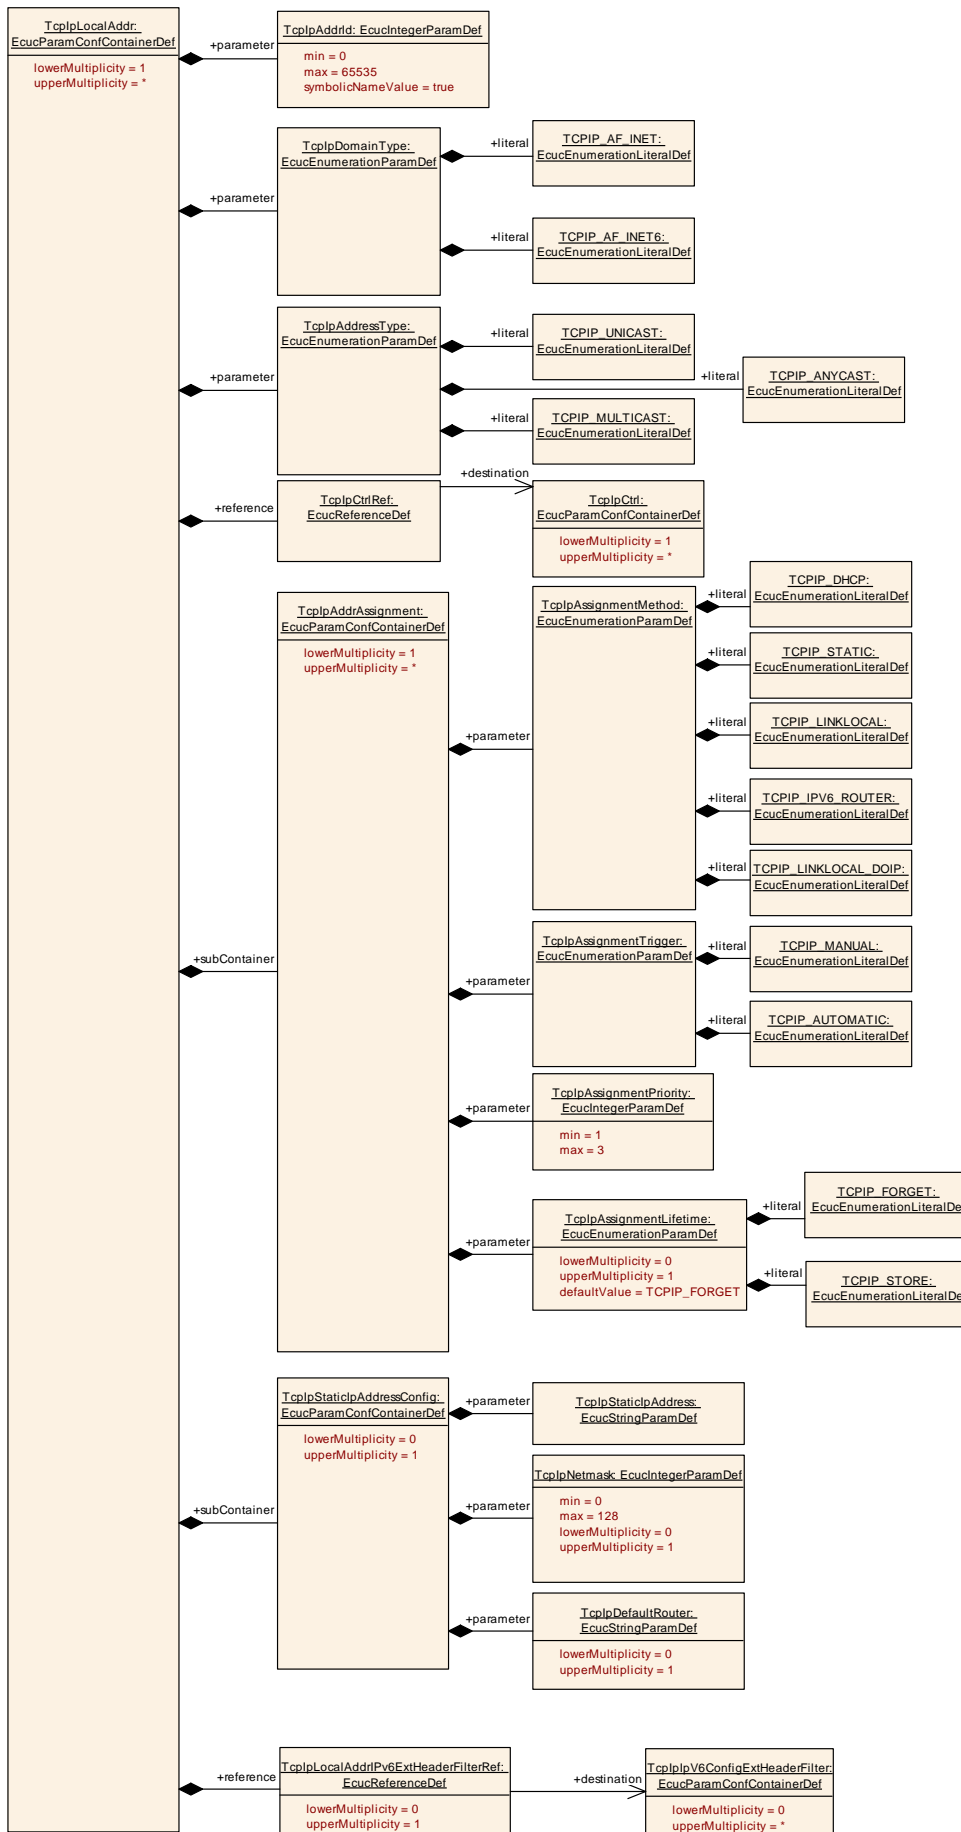 TcpIpLocalAddr:
EcucParamConfContainerDef
lowerMultiplicity = 1
upperMultiplicity = *
+parameter
TcpIpAddrId: EcucIntegerParamDef
min = 0
max = 65535
symbolicNameValue = true
+parameter
TcpIpDomainType:
EcucEnumerationParamDef
+literal
TCPIP_AF_INET:
EcucEnumerationLiteralDef
+literal
TCPIP_AF_INET6:
EcucEnumerationLiteralDef
+parameter
TcpIpAddressType:
EcucEnumerationParamDef
+literal
TCPIP_UNICAST:
EcucEnumerationLiteralDef
+literal
TCPIP_ANYCAST:
EcucEnumerationLiteralDef
+literal
TCPIP_MULTICAST:
EcucEnumerationLiteralDef
+reference
TcpIpCtrlRef:
EcucReferenceDef
+destination
TcpIpCtrl:
EcucParamConfContainerDef
lowerMultiplicity = 1
upperMultiplicity = *
+subContainer
TcpIpAddrAssignment:
EcucParamConfContainerDef
lowerMultiplicity = 1
upperMultiplicity = *
+parameter
TcpIpAssignmentMethod:
EcucEnumerationParamDef
+literal
TCPIP_DHCP:
EcucEnumerationLiteralDef
+literal
TCPIP_STATIC:
EcucEnumerationLiteralDef
+literal
TCPIP_LINKLOCAL:
EcucEnumerationLiteralDef
+literal
TCPIP_IPV6_ROUTER:
EcucEnumerationLiteralDef
+literal
TCPIP_LINKLOCAL_DOIP:
EcucEnumerationLiteralDef
+parameter
TcpIpAssignmentTrigger:
EcucEnumerationParamDef
+literal
TCPIP_MANUAL:
EcucEnumerationLiteralDef
+literal
TCPIP_AUTOMATIC:
EcucEnumerationLiteralDef
+parameter
TcpIpAssignmentPriority:
EcucIntegerParamDef
min = 1
max = 3
+parameter
TcpIpAssignmentLifetime:
EcucEnumerationParamDef
lowerMultiplicity = 0
upperMultiplicity = 1
defaultValue = TCPIP_FORGET
+literal
TCPIP_FORGET:
EcucEnumerationLiteralDef
+literal
TCPIP_STORE:
EcucEnumerationLiteralDef
+subContainer
TcpIpStaticIpAddressConfig:
EcucParamConfContainerDef
lowerMultiplicity = 0
upperMultiplicity = 1
+parameter
TcpIpStaticIpAddress:
EcucStringParamDef
+parameter
TcpIpNetmask: EcucIntegerParamDef
min = 0
max = 128
lowerMultiplicity = 0
upperMultiplicity = 1
+parameter
TcpIpDefaultRouter:
EcucStringParamDef
lowerMultiplicity = 0
upperMultiplicity = 1
+reference
TcpIpLocalAddrIPv6ExtHeaderFilterRef:
EcucReferenceDef
lowerMultiplicity = 0
upperMultiplicity = 1
+destination
TcpIpIpV6ConfigExtHeaderFilter:
EcucParamConfContainerDef
lowerMultiplicity = 0
upperMultiplicity = *